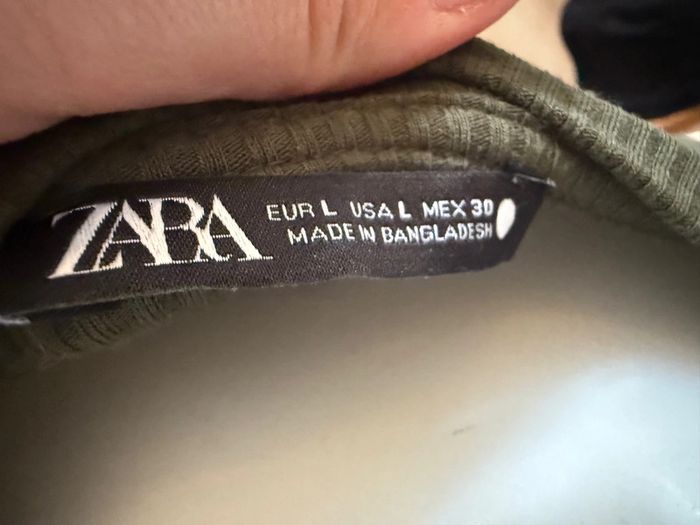 ZARA
EUR L USA L MEX 30
MADE IN BANGLADESH